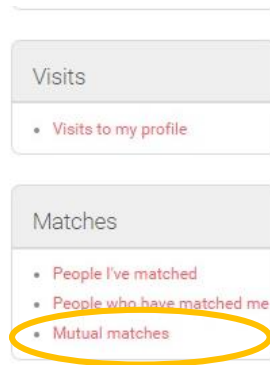 Visits
Visits to my profile
Matches
People I've matched
People who have matched me
Mutual matches